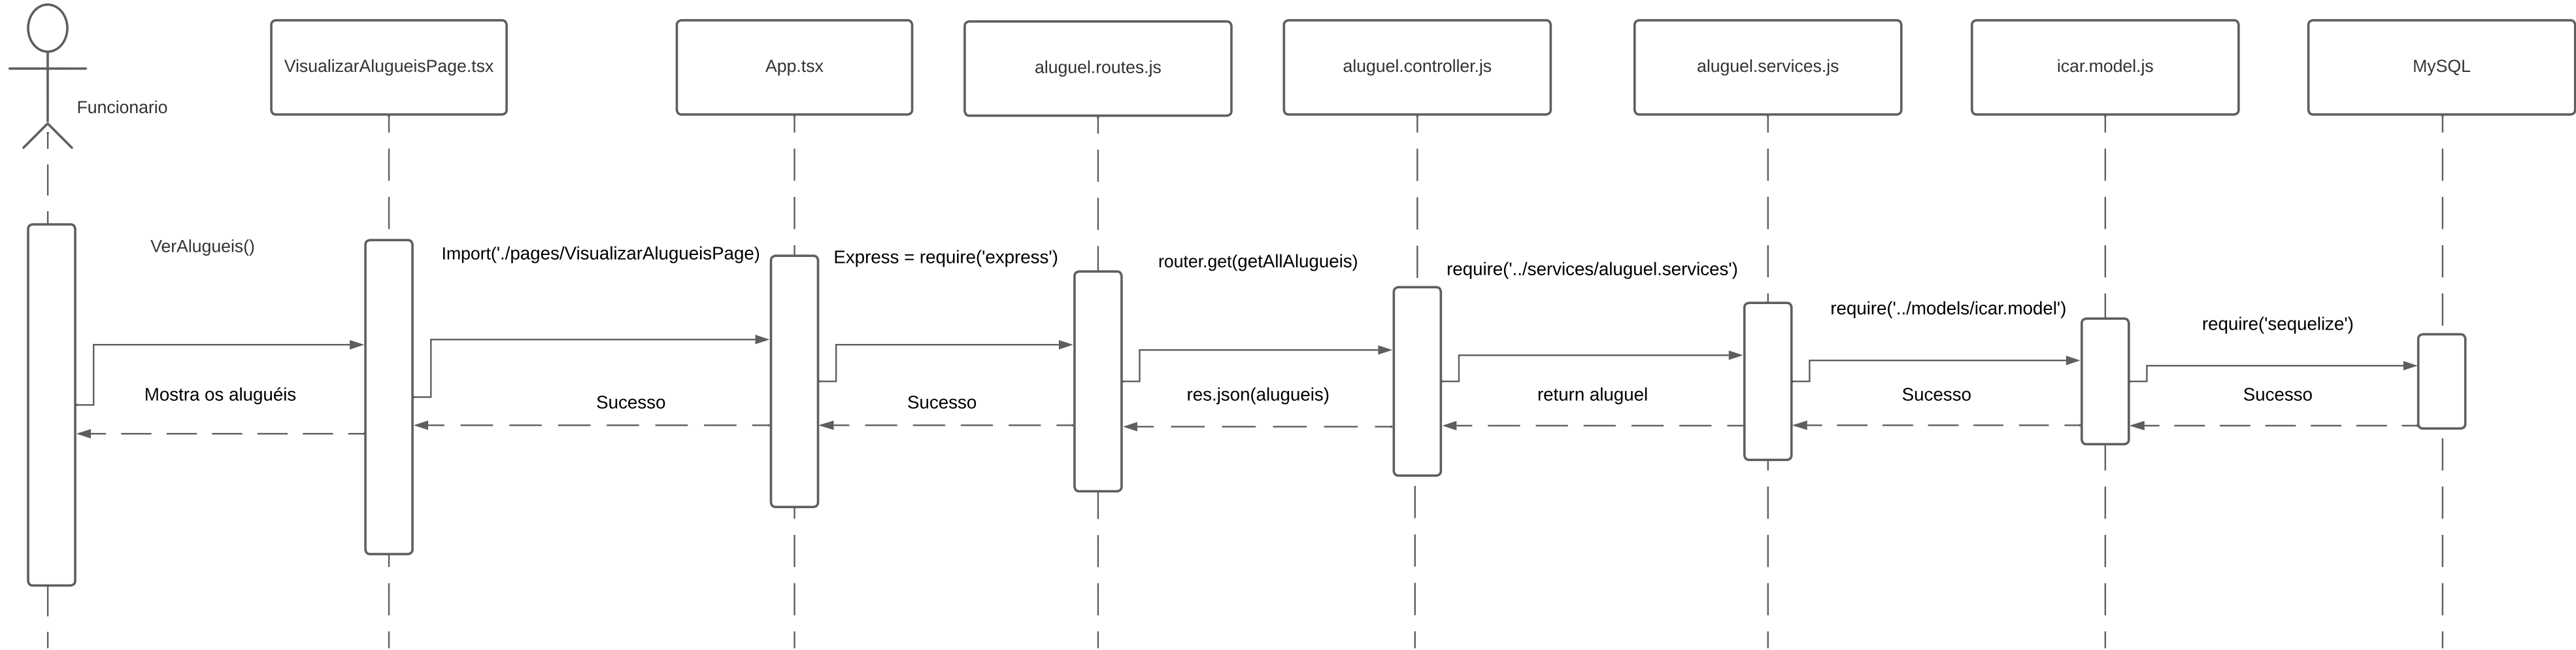 Funcionario
VisualizarAlugueisPage.tsx
App.tsx
aluguel.routes.js
aluguel.controller.js
aluguel.services.js
icar.model.js
MySQL
VerAlugueis()
Import('./pages/VisualizarAlugueisPage)
Express = require('express')
router.get(getAllAlugueis)
require('../services/aluguel.services')
require('../models/icar.model')
require('sequelize')
Mostra os aluguéis
Sucesso
Sucesso
res.json(alugueis)
return aluguel
Sucesso
Sucesso